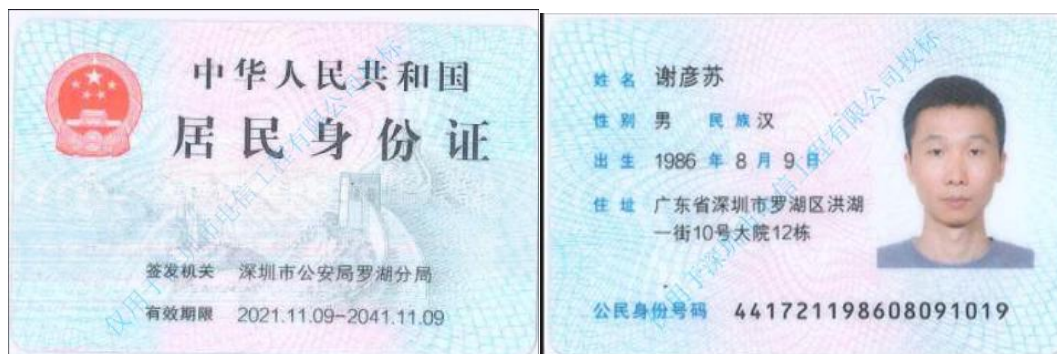 中华人民共和国
居民身份证
签发机关 深圳市公安局罗湖分局
有效期限 2021.11.09-2041.11.09
姓名 谢彦苏
性别 男 民族 汉
出生 1986 年 8 月 9 日
住址 广东省深圳市罗湖区洪湖
一街10号大院12栋
公民身份号码 441721198608091019